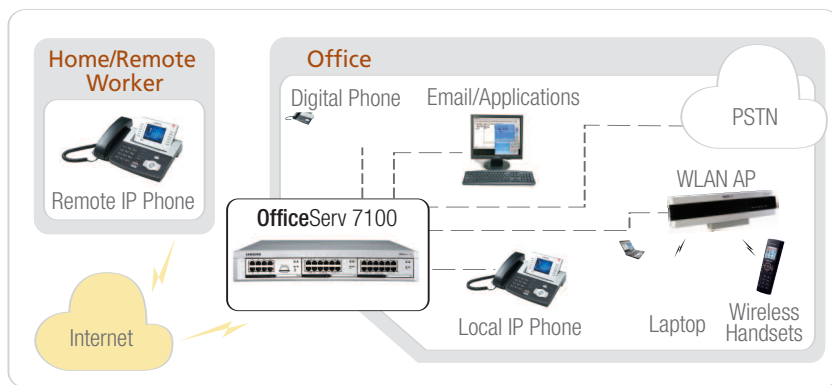 Home/Remote
Worker
Remote IP Phone
Internet
Office
Digital Phone
Email/Applications
PSTN
WLAN AP
OfficeServ 7100
SAMSUNG
Local IP Phone
Laptop
Wireless
Handsets